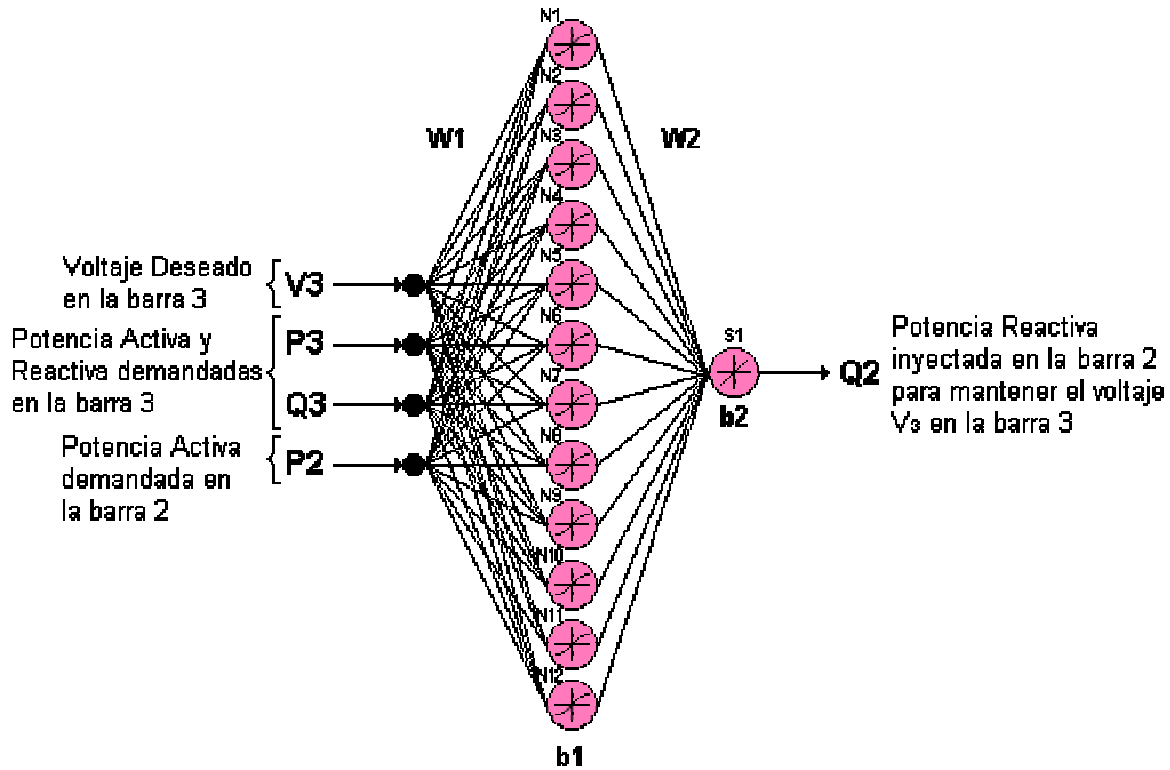 N1
N2
W1
W2
N3
N4
N5
Voltaje Deseado
en la barra 3
V3
N6
Potencia Activa y
Reactiva demandadas
en la barra 3
P3
Q3
N7
S1
Q2
b2
Potencia Reactiva
inyectada en la barra 2
para mantener el voltaje
V3 en la barra 3
N8
Potencia Activa
demandada en
la barra 2
P2
N9
N10
N11
N12
b1